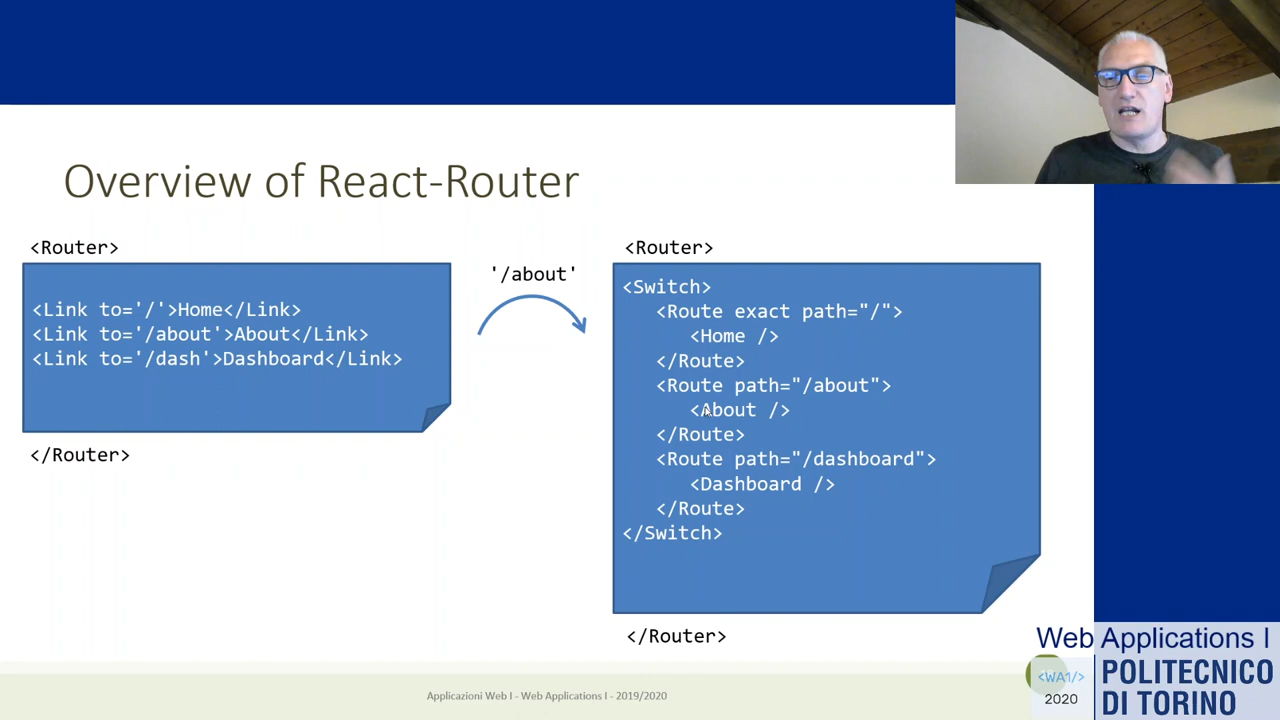 Overview of React-Router
<Router>
<Link to='/'>Home</Link>
<Link to='/about'>About</Link>
<Link to='/dash'>Dashboard</Link>
</Router>
'/about'
<Router>
<Switch>
<Route exact path="/">
<Home />
</Route>
<Route path="/about">
<About />
</Route>
<Route path="/dashboard">
<Dashboard />
</Route>
</Switch>
</Router>
Applicazioni Web I - Web Applications I - 2019/2020
Web Applications I
<WA1/>
2020
POLITECNICO
DI TORINO